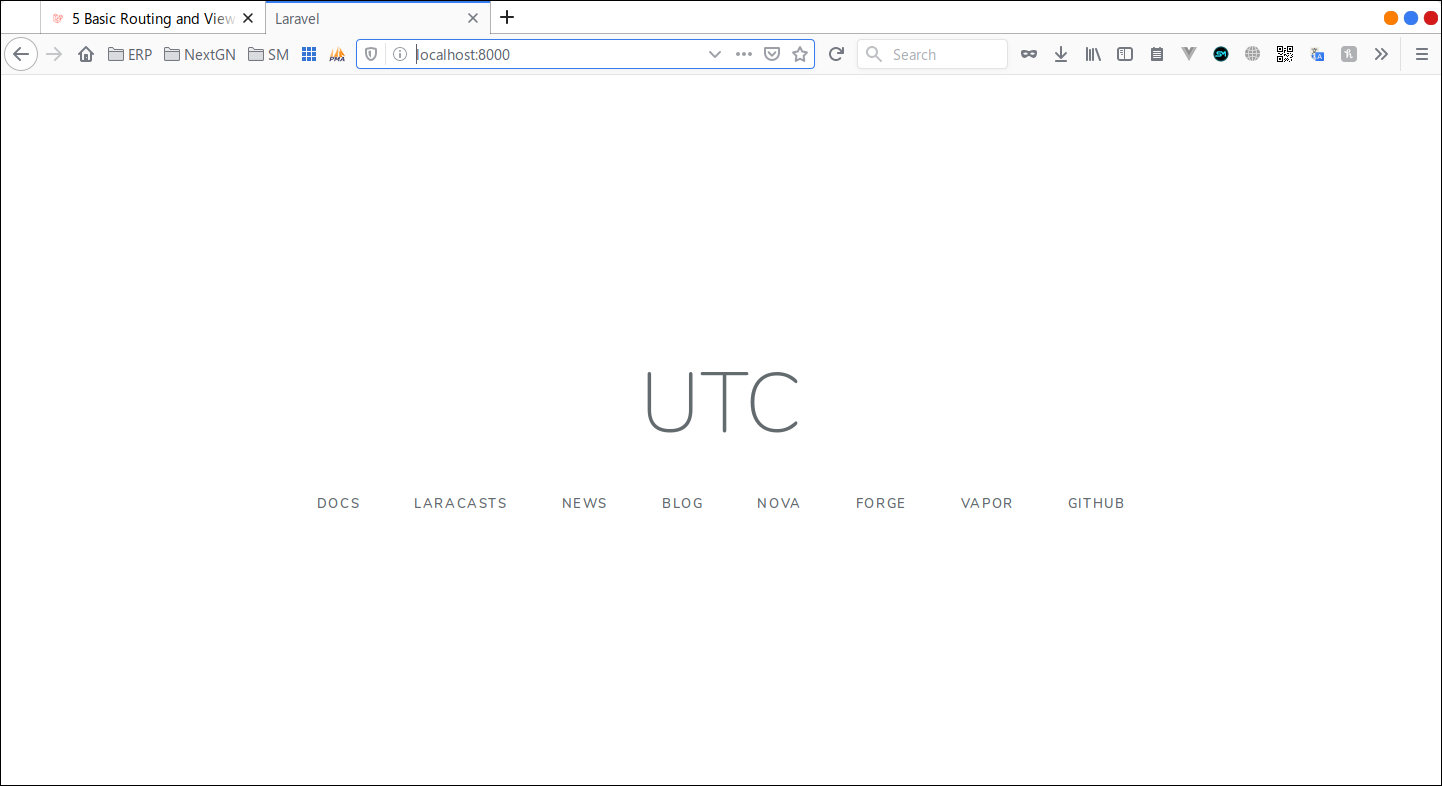 5 Basic Routing and View
Laravel
ERP NextGN SM PMA localhost:8000 Search SM
UTC
DOCS LARACASTS NEWS BLOG NOVA FORGE VAPOR GITHUB